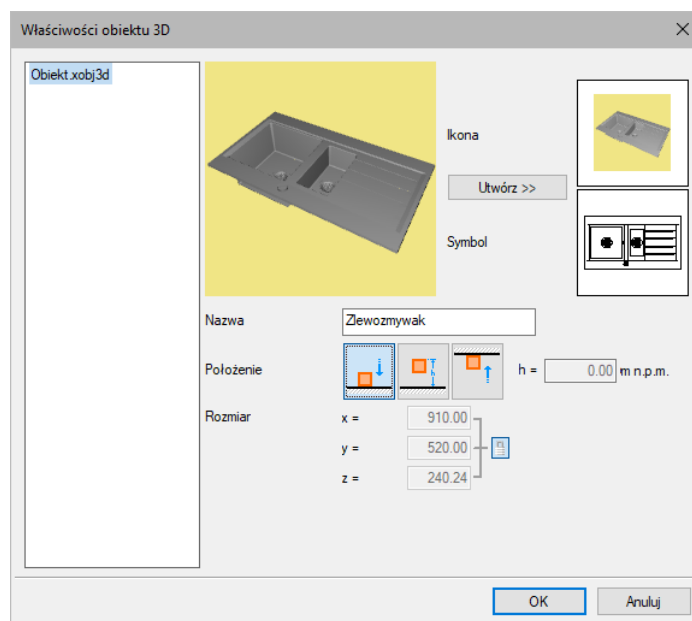 Właściwości obiektu 3D
Obiekt.xobj3d
Ikona
Utwórz >>
Symbol
Nazwa
Zlewozmywak
Położenie
h = 0.00 m n.p.m.
Rozmiar
x = 910.00
y = 520.00
z = 240.24
OK
Anuluj